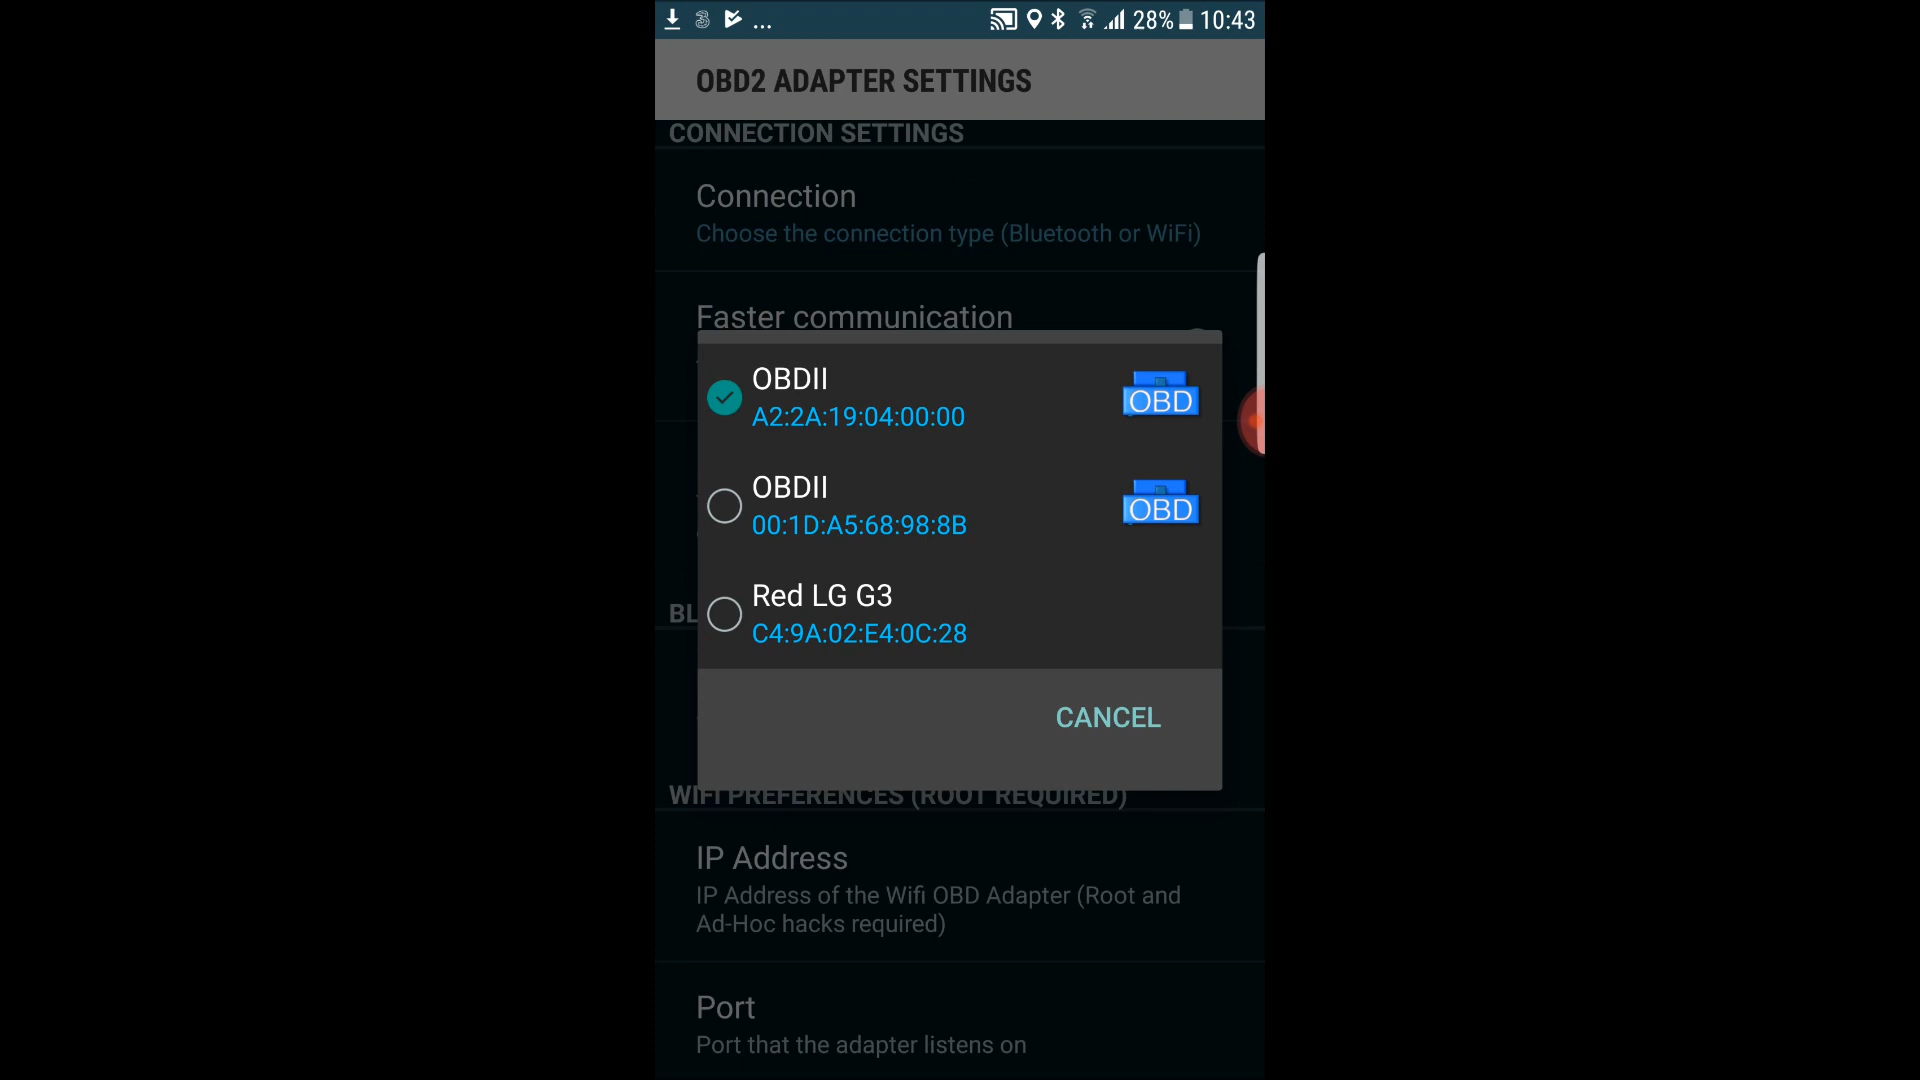 ... 28% 10:43
OBD2 ADAPTER SETTINGS
CONNECTION SETTINGS
Connection
Choose the connection type (Bluetooth or WiFi)
Faster communication
OBDII
A2:2A:19:04:00:00
OBD
OBDII
00:1D:A5:68:98:8B
OBD
Red LG G3
C4:9A:02:E4:0C:28
BL
CANCEL
WIFI PREFERENCES (ROOT REQUIRED)
IP Address
IP Address of the Wifi OBD Adapter (Root and
Ad-Hoc hacks required)
Port
Port that the adapter listens on